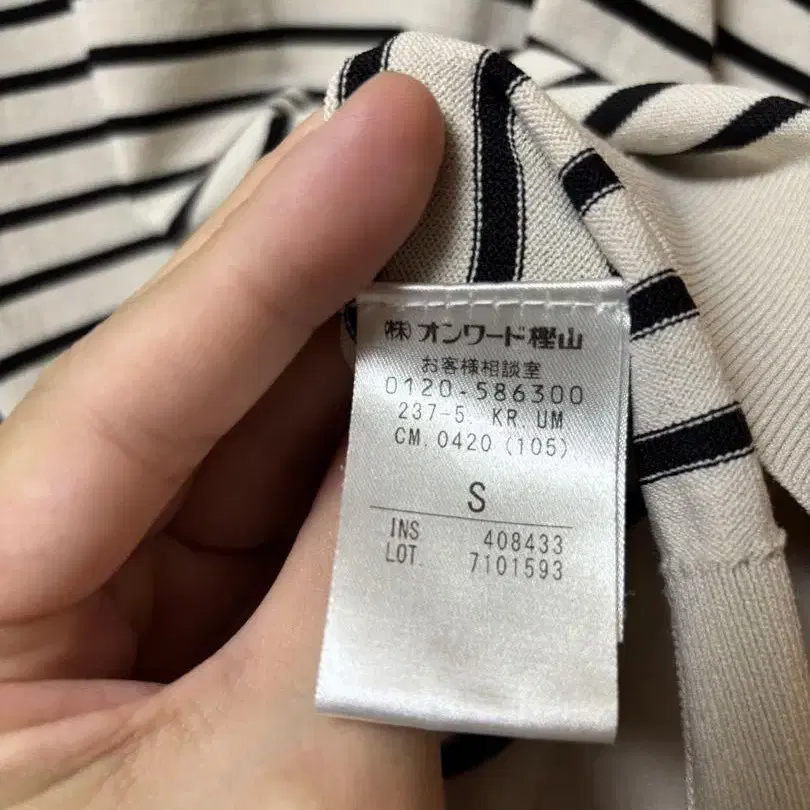 (株)オンワード樫山
お客様相談室
0120-586300
237-5. KR. UM
CM. 0420 (105)
S
INS 408433
LOT. 7101593